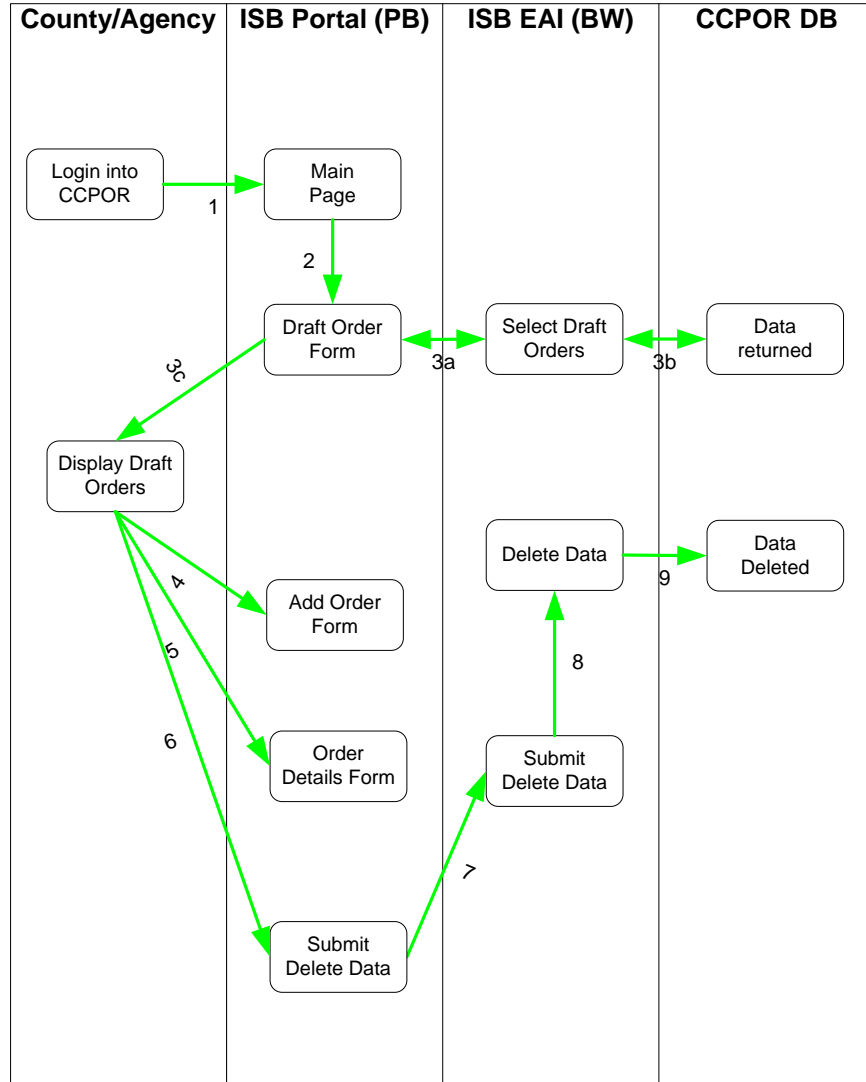 County/Agency
ISB Portal (PB)
ISB EAI (BW)
CCPOR DB
Login into
CCPOR
1
Main
Page
2
Draft Order
Form
3a
Select Draft
Orders
3b
Data
returned
3c
Display Draft
Orders
4
Add Order
Form
5
Order
Details Form
6
Submit
Delete Data
7
Submit
Delete Data
8
Delete Data
9
Data
Deleted